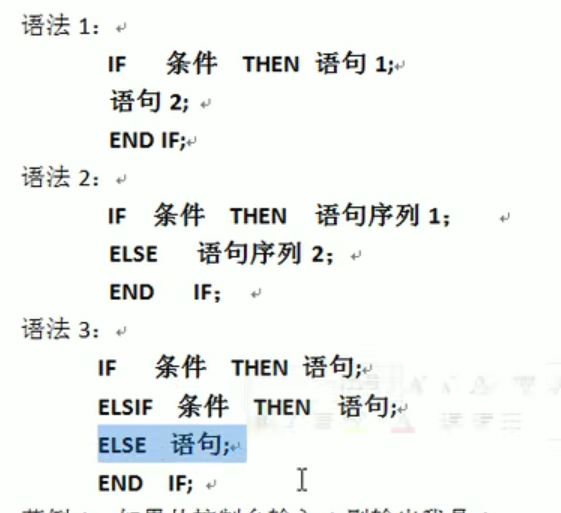 语法 1：
IF 条件 THEN 语句 1;
语句 2;
END IF;
语法 2：
IF 条件 THEN 语句序列 1；
ELSE 语句序列 2；
END IF；
语法 3：
IF 条件 THEN 语句;
ELSIF 条件 THEN 语句;
ELSE 语句;
END IF;